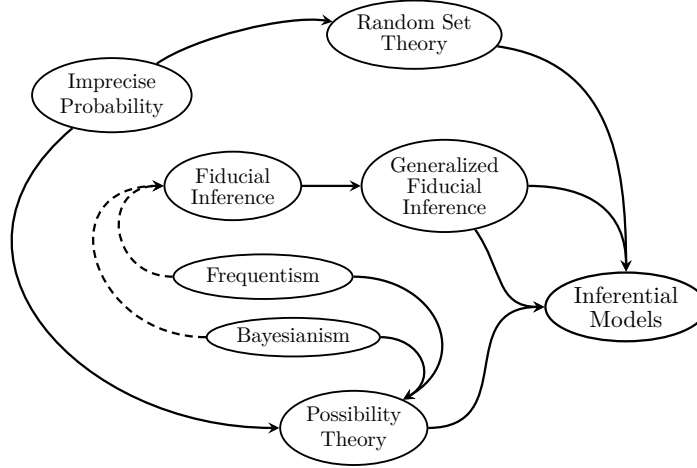 Random Set
Theory
Imprecise
Probability
Fiducial
Inference
Generalized
Fiducial
Inference
Frequentism
Bayesianism
Inferential
Models
Possibility
Theory